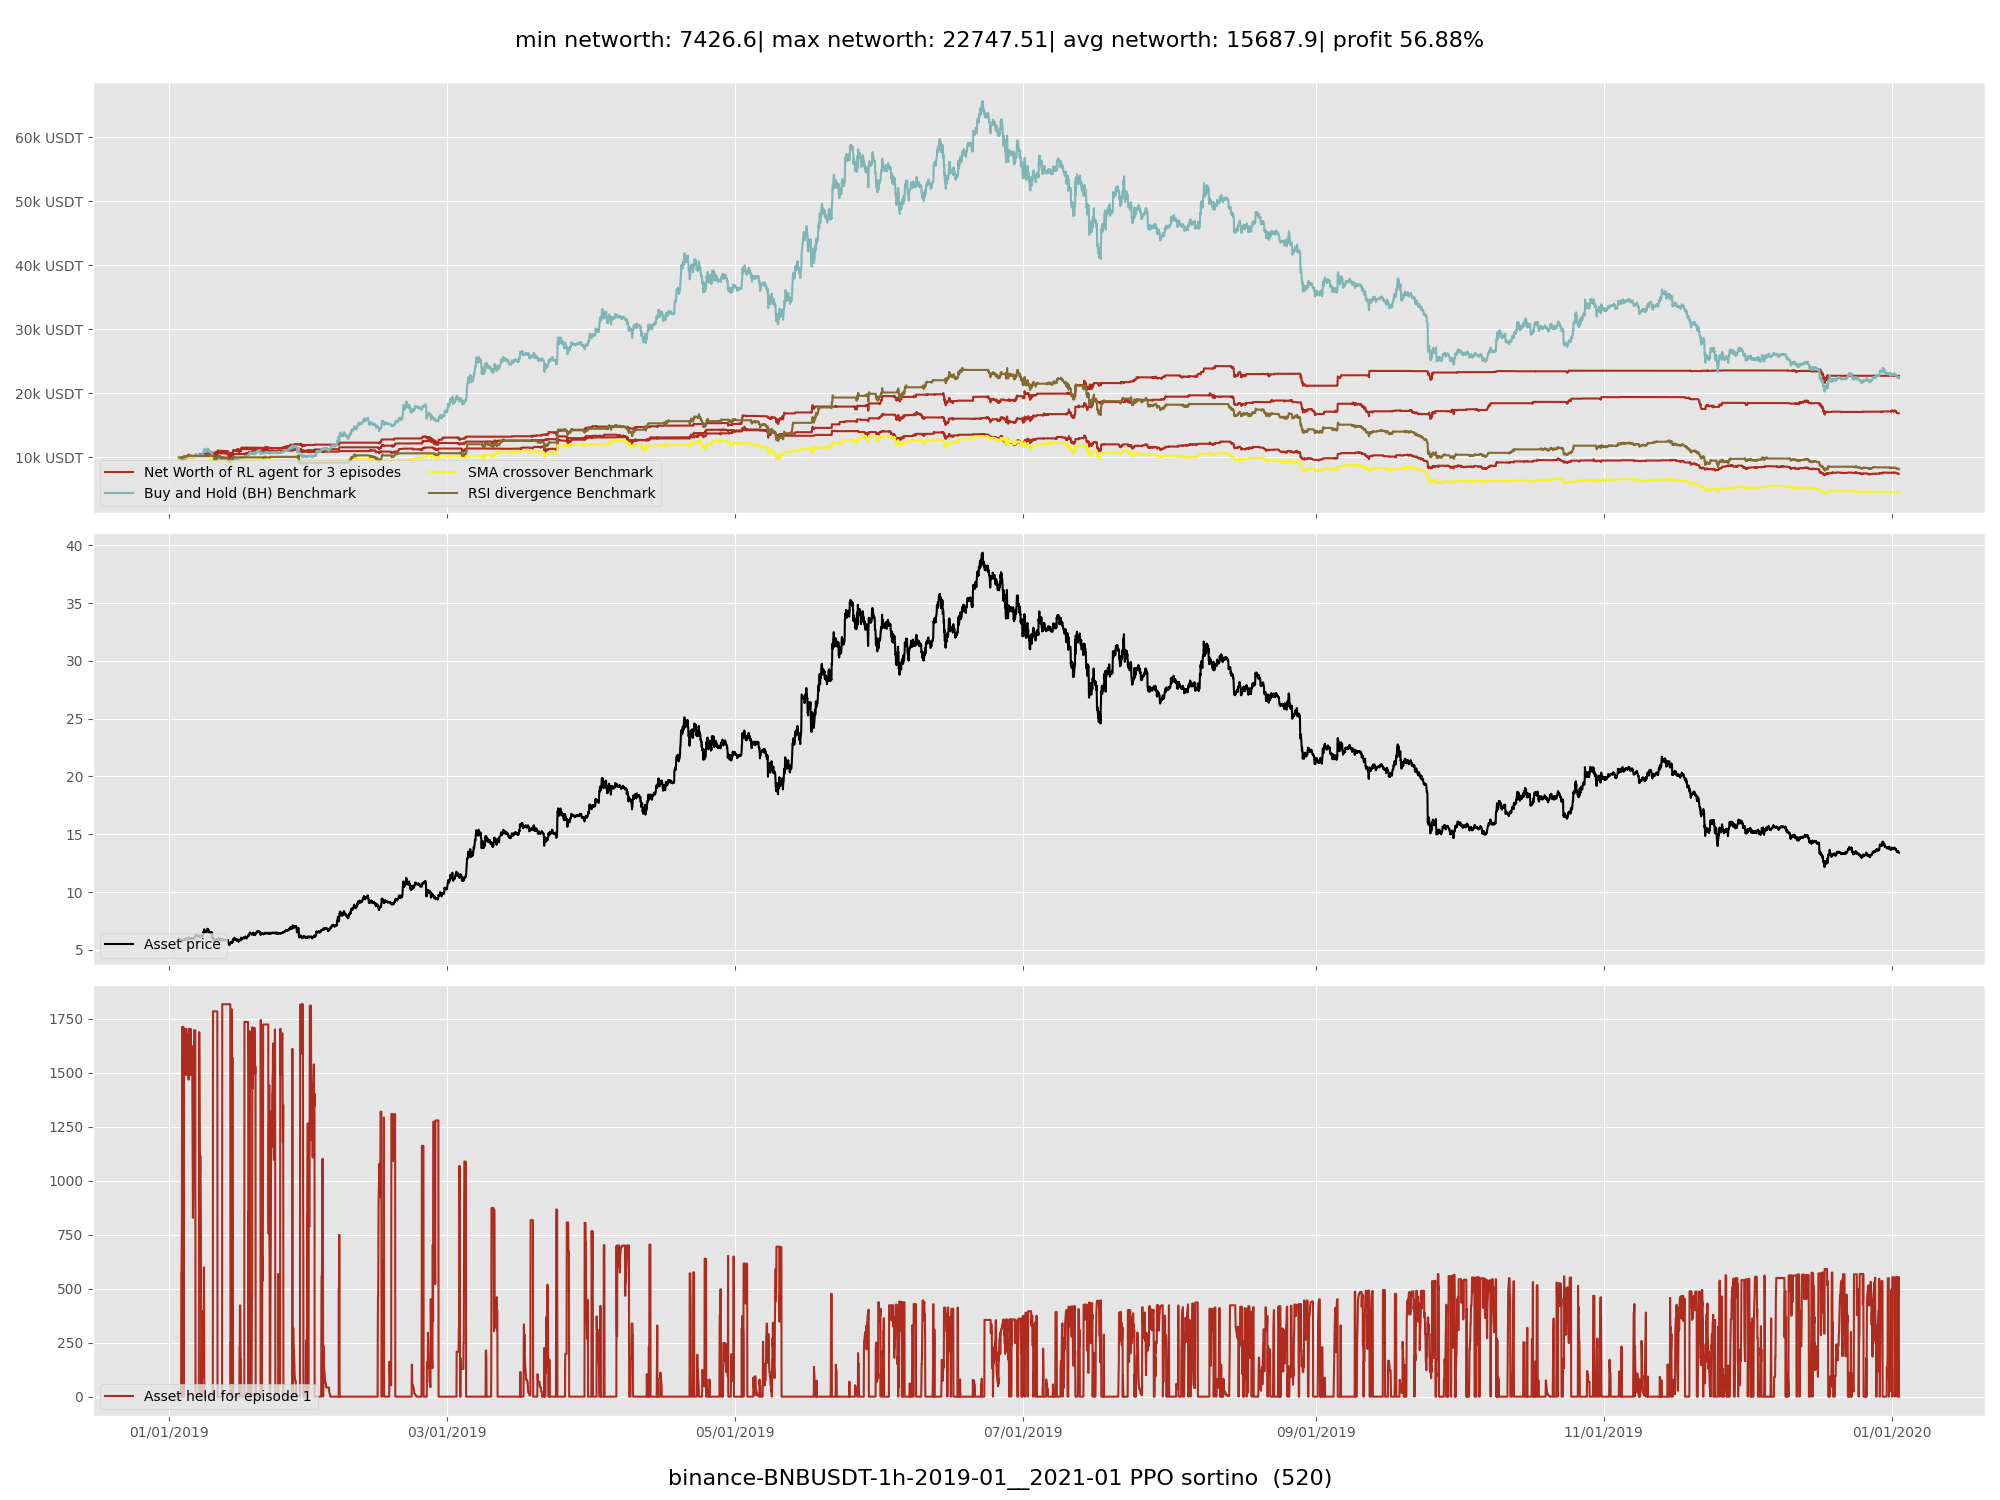 min networth: 7426.6| max networth: 22747.51| avg networth: 15687.9| profit 56.88%
60k USDT
50k USDT
40k USDT
30k USDT
20k USDT
10k USDT
Net Worth of RL agent for 3 episodes
Buy and Hold (BH) Benchmark
SMA crossover Benchmark
RSI divergence Benchmark
40
35
30
25
20
15
10
5
Asset price
1750
1500
1250
1000
750
500
250
0
Asset held for episode 1
01/01/2019 03/01/2019 05/01/2019 07/01/2019 09/01/2019 11/01/2019 01/01/2020
binance-BNBUSDT-1h-2019-01__2021-01 PPO sortino (520)